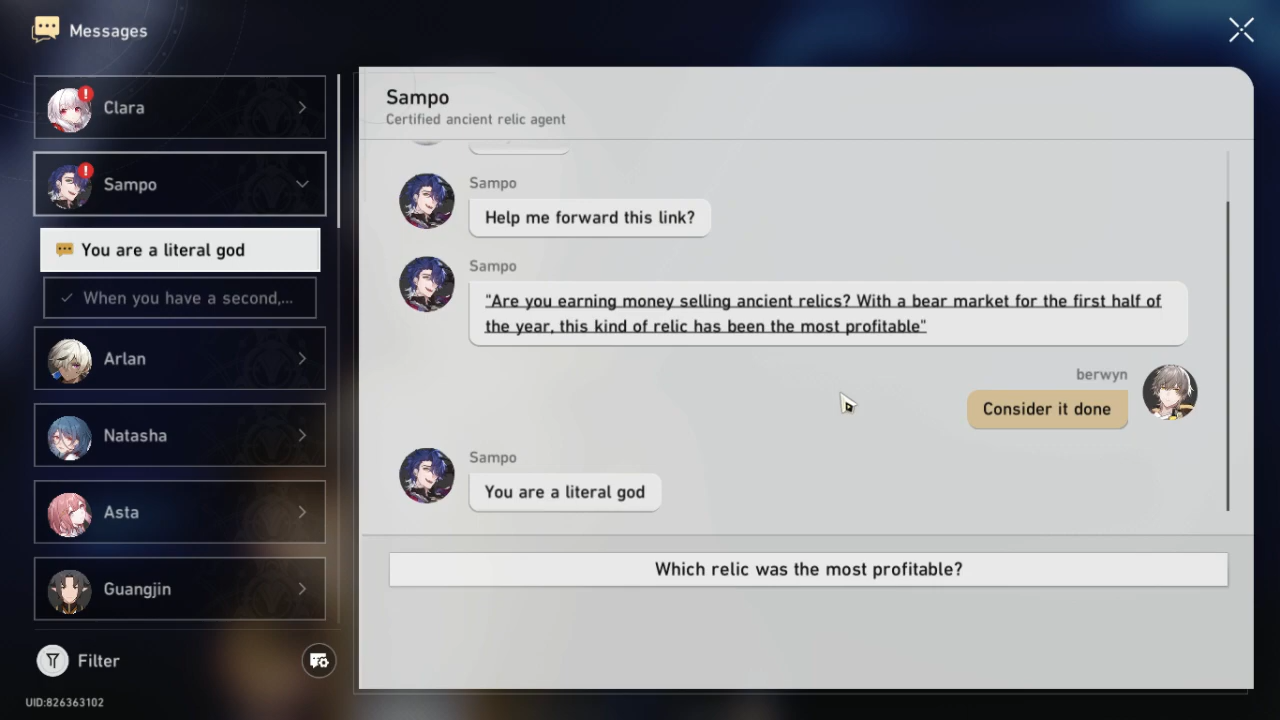 Messages
Clara
Sampo
You are a literal god
When you have a second,...
Arlan
Natasha
Asta
Guangjin
Filter
UID:826363102
Sampo
Certified ancient relic agent
Sampo
Help me forward this link?
Sampo
"Are you earning money selling ancient relics? With a bear market for the first half of
the year, this kind of relic has been the most profitable"
berwyn
Consider it done
Sampo
You are a literal god
Which relic was the most profitable?